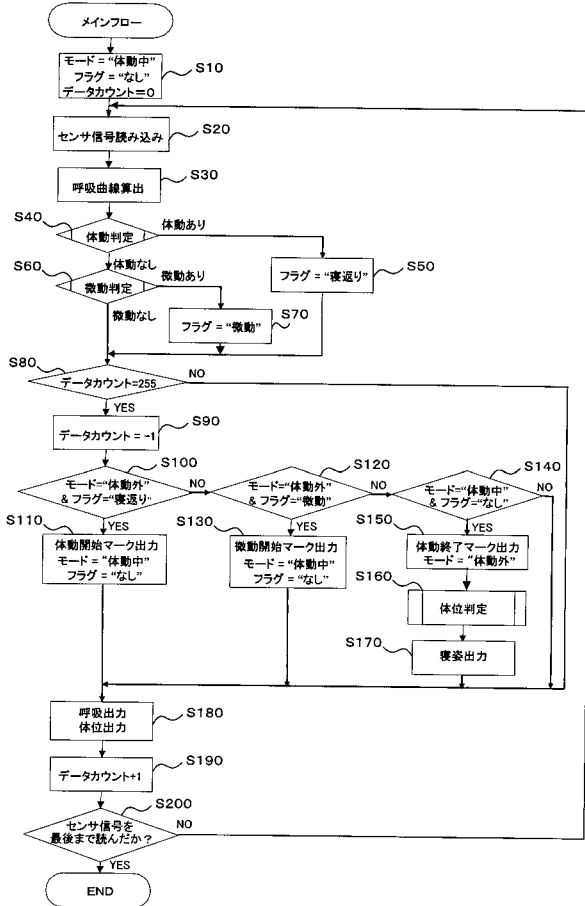 メインフロー
モード = “体動中”
フラグ = “なし”
データカウント=0
S10
センサ信号読み込み
S20
呼吸曲線算出
S30
S40
体動判定
体動あり
体動なし
フラグ = “寝返り”
S50
S60
微動判定
微動あり
微動なし
フラグ = “微動”
S70
S80
データカウント=255
NO
YES
データカウント = -1
S90
S100
モード=“体動外”
& フラグ=“寝返り”
NO
YES
S120
モード=“体動外”
& フラグ=“微動”
NO
YES
S140
モード=“体動中”
& フラグ=“なし”
NO
YES
S110
体動開始マーク出力
モード = “体動中”
フラグ = “なし”
S130
微動開始マーク出力
モード = “体動中”
フラグ = “なし”
S150
体動終了マーク出力
モード = “体動外”
S160
体位判定
S170
寝姿出力
呼吸出力
体位出力
S180
データカウント+1
S190
S200
センサ信号を
最後まで読んだか？
NO
YES
END